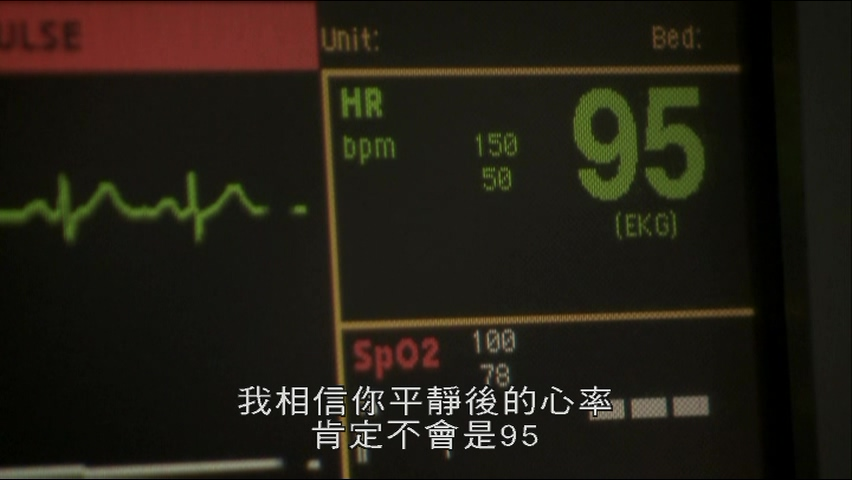 ULSE
Unit:
Bed:
HR
bpm
150
50
95
(EKG)
SpO2
100
78
我相信你平靜後的心率
肯定不會是95